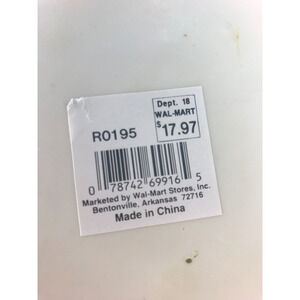 Dept. 18
WAL-MART
$17.97
R0195
0 78742 69916 5
Marketed by Wal-Mart Stores, Inc.
Bentonville, Arkansas 72716
Made in China